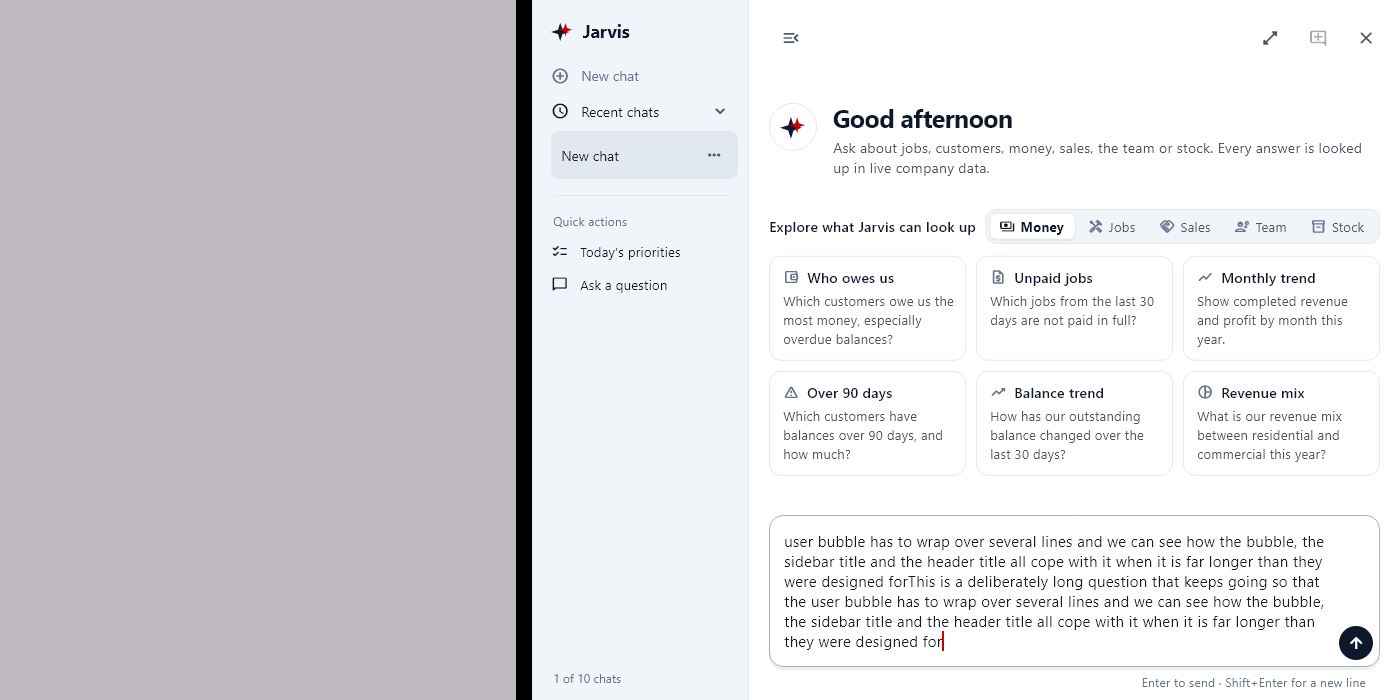 Jarvis
New chat
Recent chats
New chat
Quick actions
Today's priorities
Ask a question
1 of 10 chats
Good afternoon
Ask about jobs, customers, money, sales, the team or stock. Every answer is looked
up in live company data.
Explore what Jarvis can look up
Money
Jobs
Sales
Team
Stock
Who owes us
Which customers owe us the
most money, especially
overdue balances?
Unpaid jobs
Which jobs from the last 30
days are not paid in full?
Monthly trend
Show completed revenue
and profit by month this
year.
Over 90 days
Which customers have
balances over 90 days, and
how much?
Balance trend
How has our outstanding
balance changed over the
last 30 days?
Revenue mix
What is our revenue mix
between residential and
commercial this year?
user bubble has to wrap over several lines and we can see how the bubble, the
sidebar title and the header title all cope with it when it is far longer than they
were designed forThis is a deliberately long question that keeps going so that
the user bubble has to wrap over several lines and we can see how the bubble,
the sidebar title and the header title all cope with it when it is far longer than
they were designed for
Enter to send · Shift+Enter for a new line